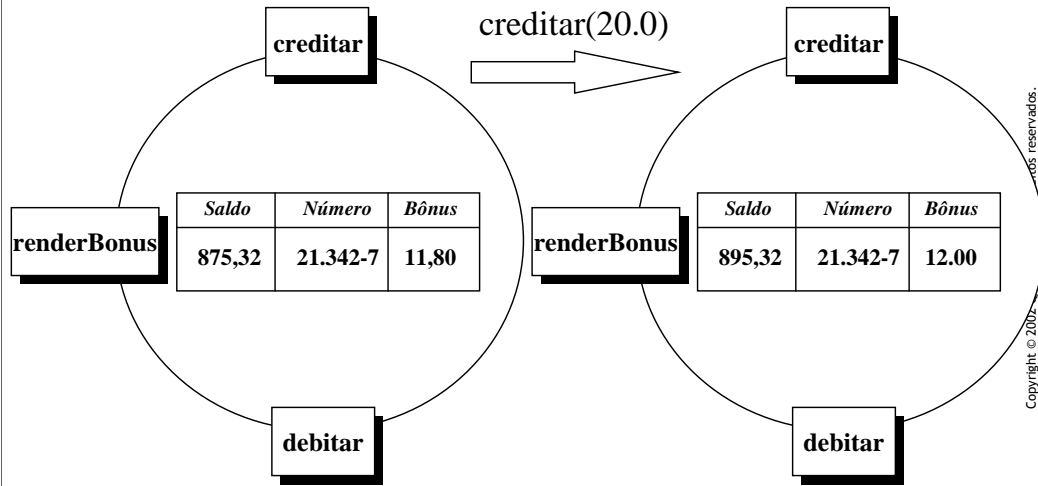 creditar(20.0)
creditar
renderBonus
Saldo Número Bônus
875,32 21.342-7 11,80
debitar
creditar
renderBonus
Saldo Número Bônus
895,32 21.342-7 12.00
debitar
Copyright © 2002 reservados.